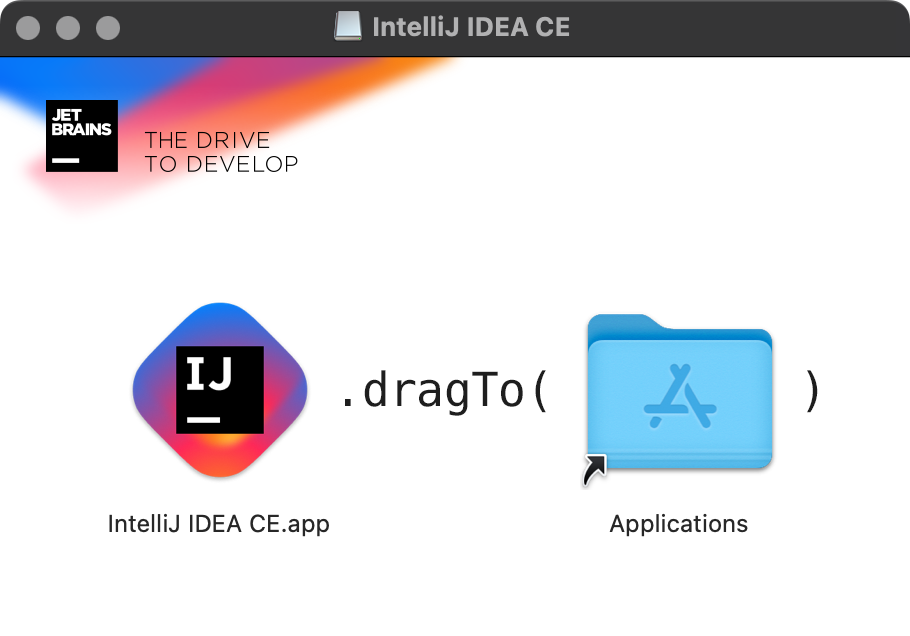 IntelliJ IDEA CE
JET
BRAINS
THE DRIVE
TO DEVELOP
IJ
.dragTo( )
IntelliJ IDEA CE.app
Applications